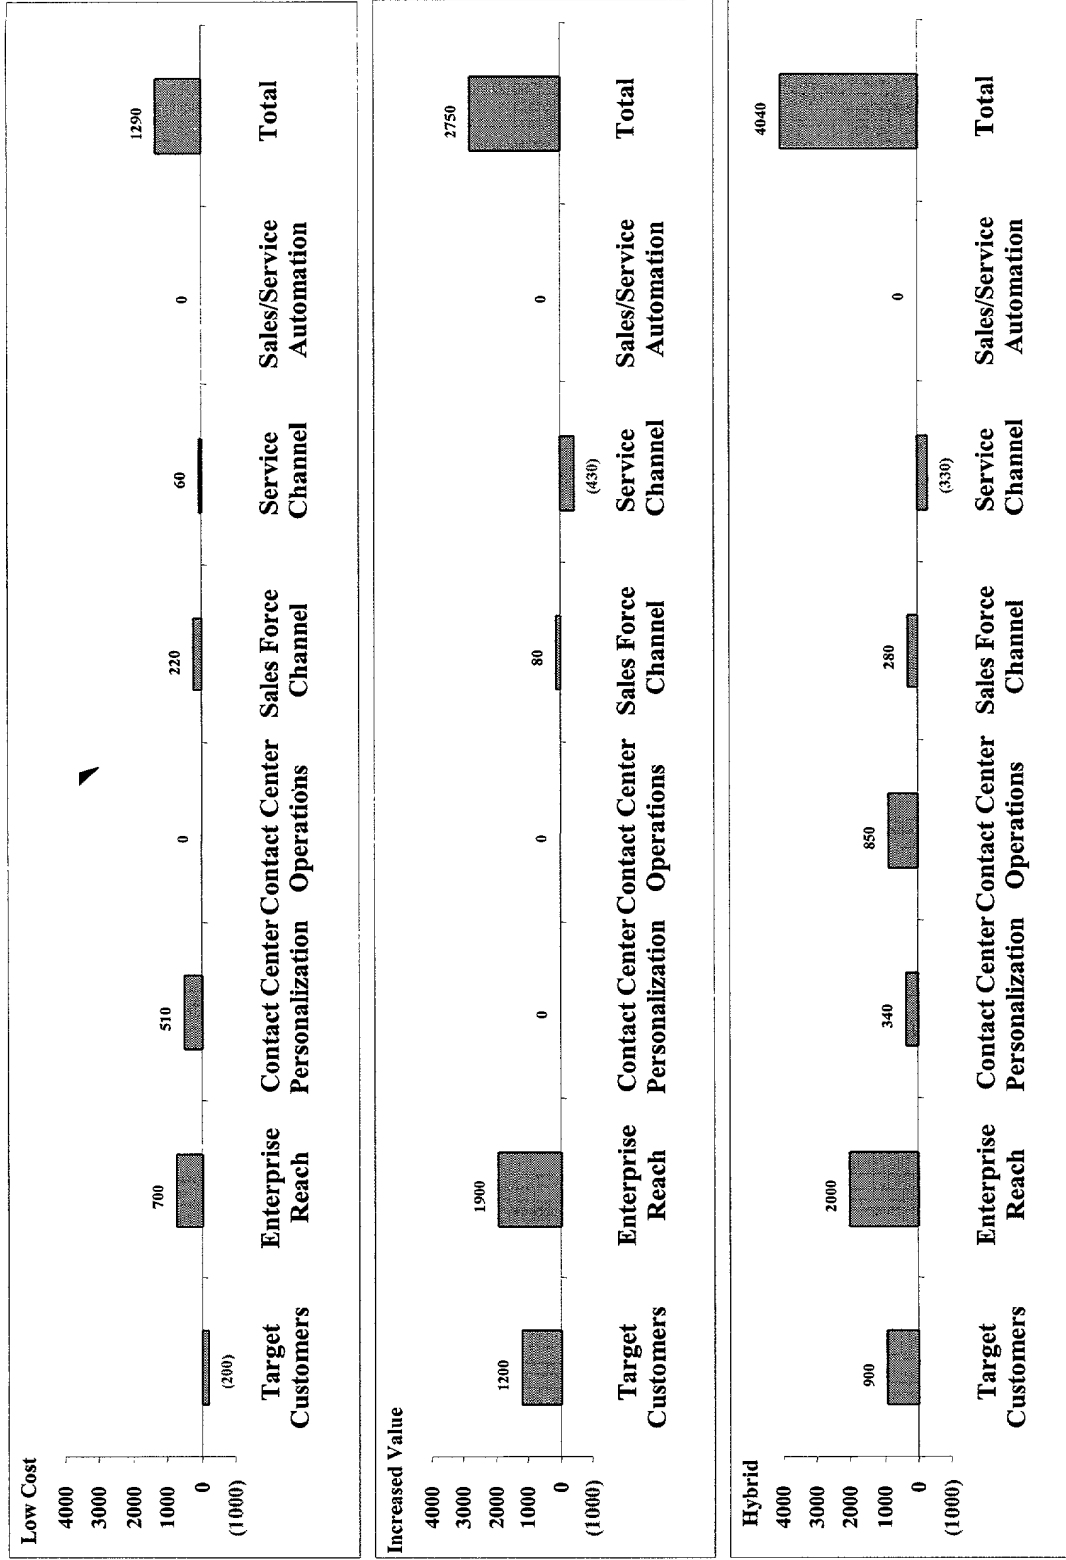 Low Cost
4000
3000
2000
1000
0
(1000)
(200)
700
510
0
220
60
0
1290
Target
Customers
Enterprise
Reach
Contact Center
Personalization
Contact Center
Operations
Sales Force
Channel
Service
Channel
Sales/Service
Automation
Total
Increased Value
4000
3000
2000
1000
0
(1000)
1200
1900
0
0
80
(430)
0
2750
Target
Customers
Enterprise
Reach
Contact Center
Personalization
Contact Center
Operations
Sales Force
Channel
Service
Channel
Sales/Service
Automation
Total
Hybrid
4000
3000
2000
1000
0
(1000)
900
2000
340
850
280
(330)
0
4040
Target
Customers
Enterprise
Reach
Contact Center
Personalization
Contact Center
Operations
Sales Force
Channel
Service
Channel
Sales/Service
Automation
Total